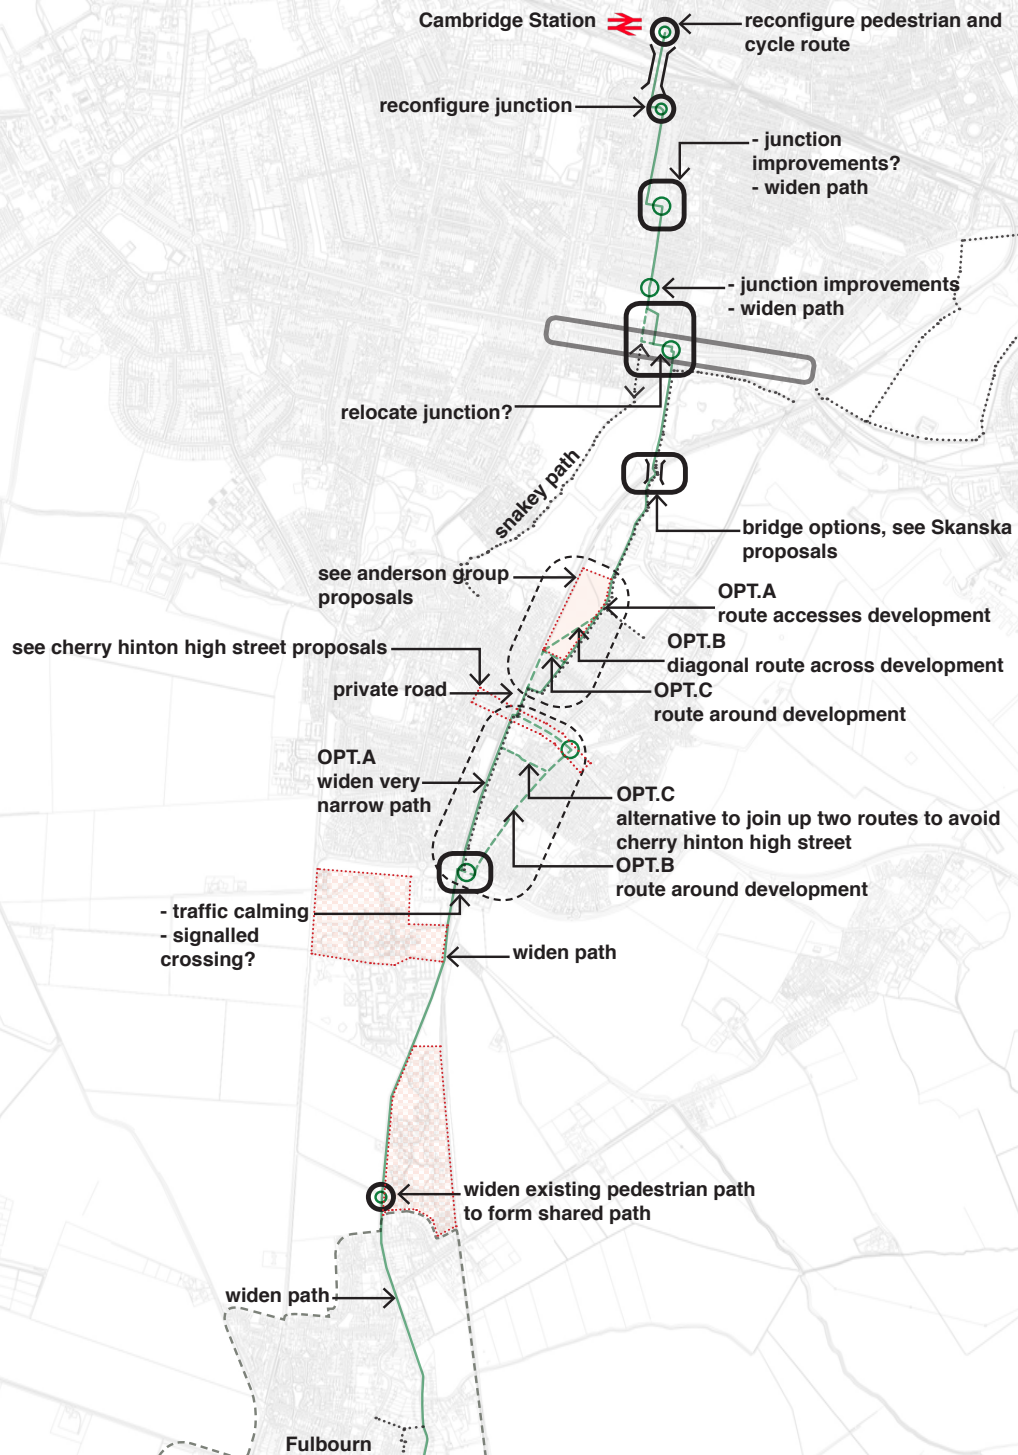 Cambridge Station
reconfigure pedestrian and
cycle route
reconfigure junction
- junction
improvements?
- widen path
- junction improvements
- widen path
relocate junction?
snakey path
bridge options, see Skanska
proposals
see anderson group
proposals
OPT.A
route accesses development
OPT.B
diagonal route across development
see cherry hinton high street proposals
private road
OPT.C
route around development
OPT.A
widen very
narrow path
OPT.C
alternative to join up two routes to avoid
cherry hinton high street
OPT.B
route around development
- traffic calming
- signalled
crossing?
widen path
widen existing pedestrian path
to form shared path
widen path
Fulbourn